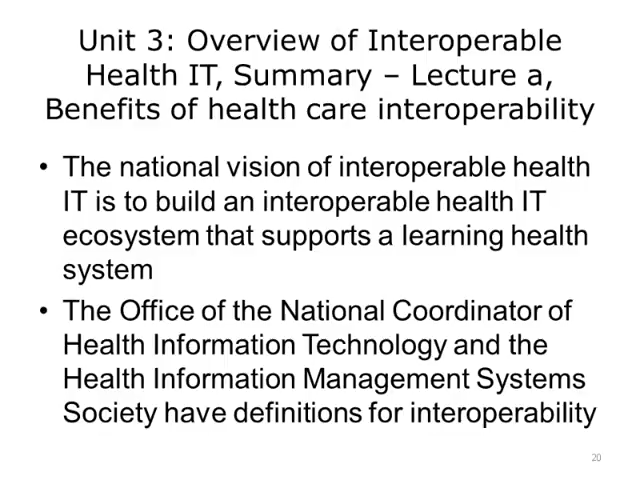 Unit 3: Overview of Interoperable
Health IT, Summary – Lecture a,
Benefits of health care interoperability
• The national vision of interoperable health
IT is to build an interoperable health IT
ecosystem that supports a learning health
system
• The Office of the National Coordinator of
Health Information Technology and the
Health Information Management Systems
Society have definitions for interoperability
20